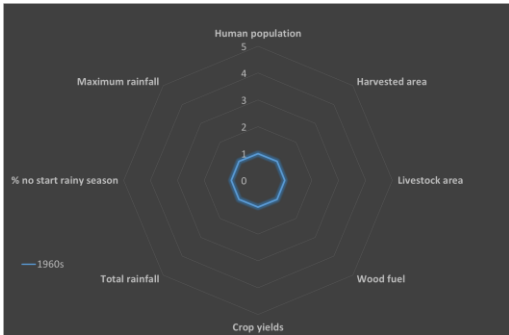 Human population
5
Maximum rainfall
Harvested area
4
3
2
1
% no start rainy season
0
Livestock area
1960s
Total rainfall
Wood fuel
Crop yields